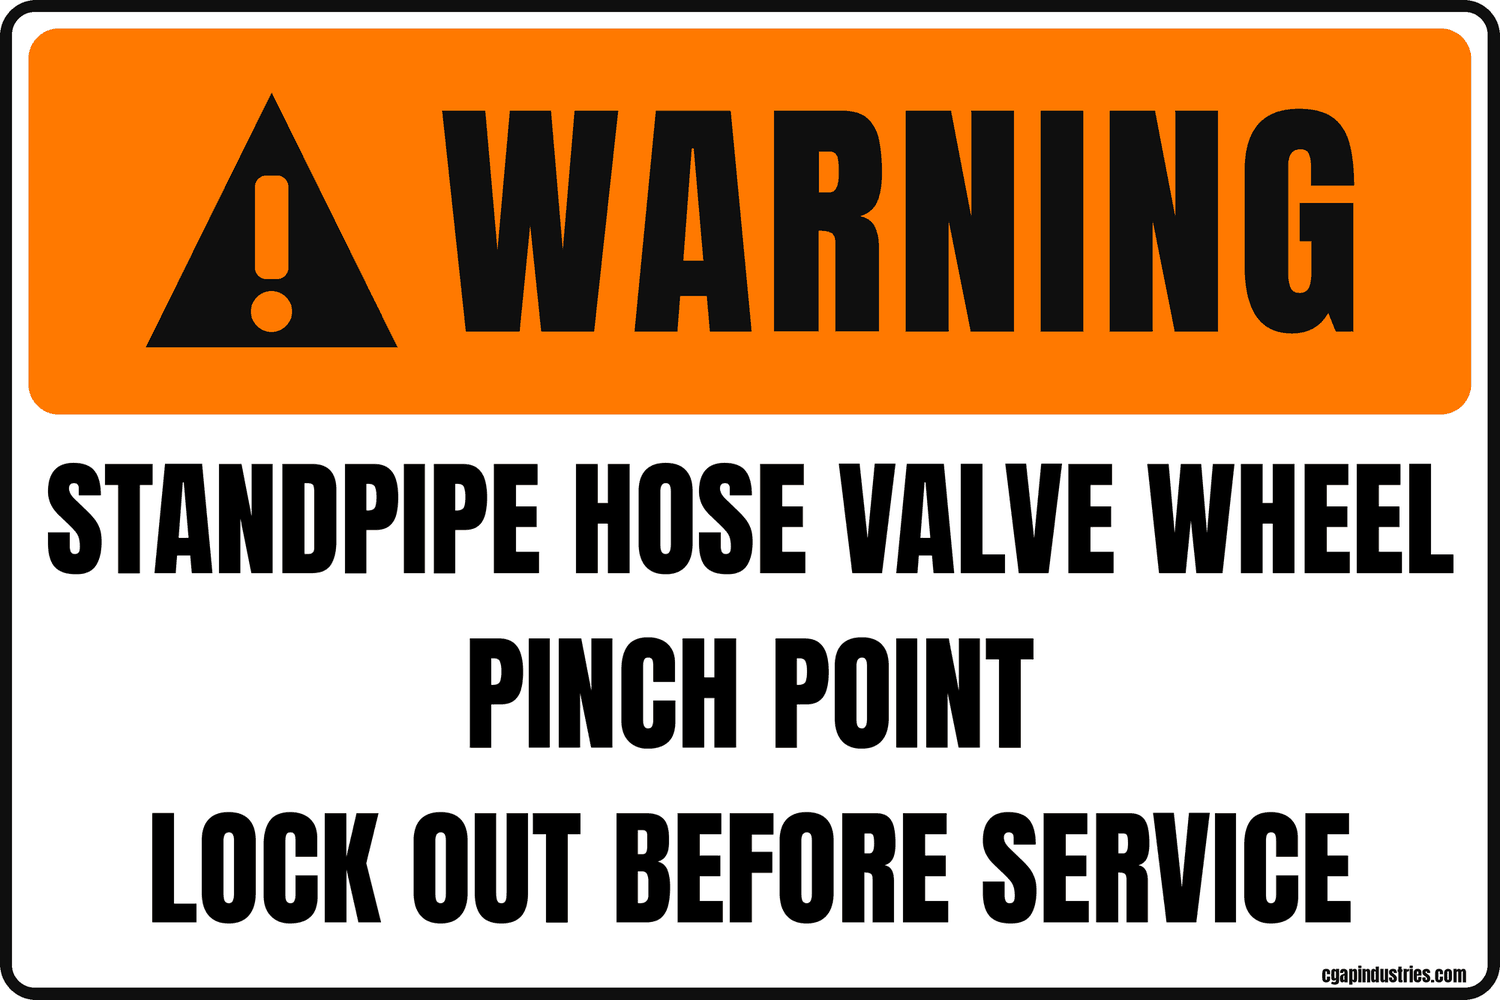 WARNING
STANDPIPE HOSE VALVE WHEEL
PINCH POINT
LOCK OUT BEFORE SERVICE
cgapindustries.com